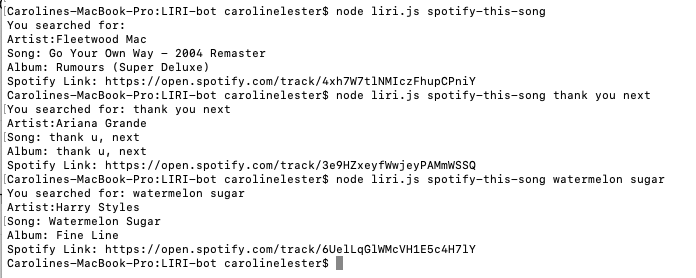 [Carolines-MacBook-Pro:LIRI-bot carolinelester$ node liri.js spotify-this-song
You searched for:
Artist:Fleetwood Mac
Song: Go Your Own Way - 2004 Remaster
Album: Rumours (Super Deluxe)
Spotify Link: https://open.spotify.com/track/4xh7W7tlNMIczFhupCPniY
Carolines-MacBook-Pro:LIRI-bot carolinelester$ node liri.js spotify-this-song thank you next
[You searched for: thank you next
Artist:Ariana Grande
[Song: thank u, next
Album: thank u, next
Spotify Link: https://open.spotify.com/track/3e9HZxeyfWwjeyPAMmWSSQ
[Carolines-MacBook-Pro:LIRI-bot carolinelester$ node liri.js spotify-this-song watermelon sugar
You searched for: watermelon sugar
Artist:Harry Styles
[Song: Watermelon Sugar
Album: Fine Line
Spotify Link: https://open.spotify.com/track/6UelLqGlWMcVH1E5c4H7lY
Carolines-MacBook-Pro:LIRI-bot carolinelester$